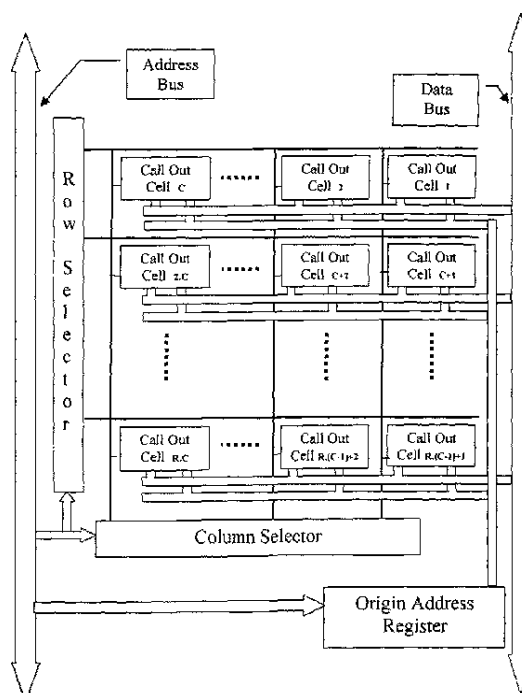 Address
Bus
Data
Bus
Row Selector
Call Out
Cell C
Call Out
Cell 2
Call Out
Cell 1
Call Out
Cell 2.C
Call Out
Cell C+2
Call Out
Cell C+1
Call Out
Cell R.C
Call Out
Cell R.(C-1)+2
Call Out
Cell
Column Selector
Origin Address
Register